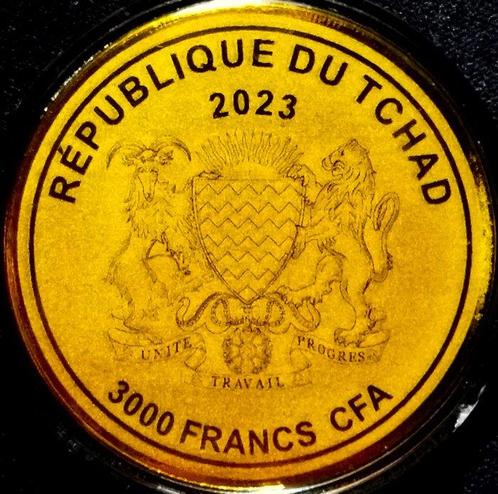 RÉPUBLIQUE DU TCHAD
2023
UNITE TRAVAIL PROGRES
3000 FRANCS CFA